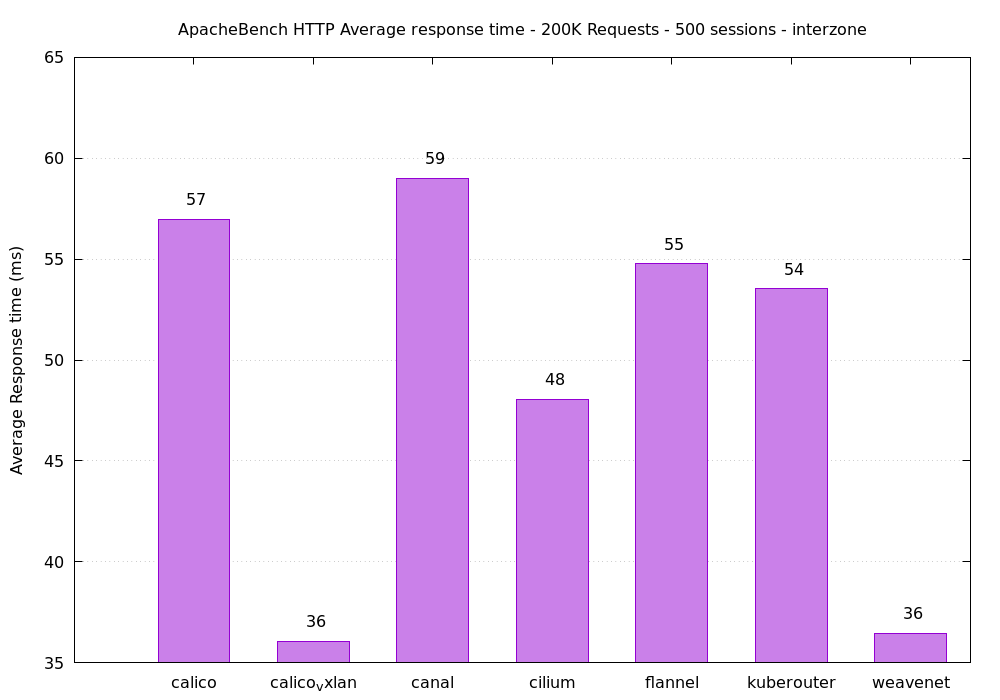 ApacheBench HTTP Average response time - 200K Requests - 500 sessions - interzone
65
60
55
50
45
40
35
Average Response time (ms)
57
36
59
48
55
54
36
calico
calicovxlan
canal
cilium
flannel
kuberouter
weavenet